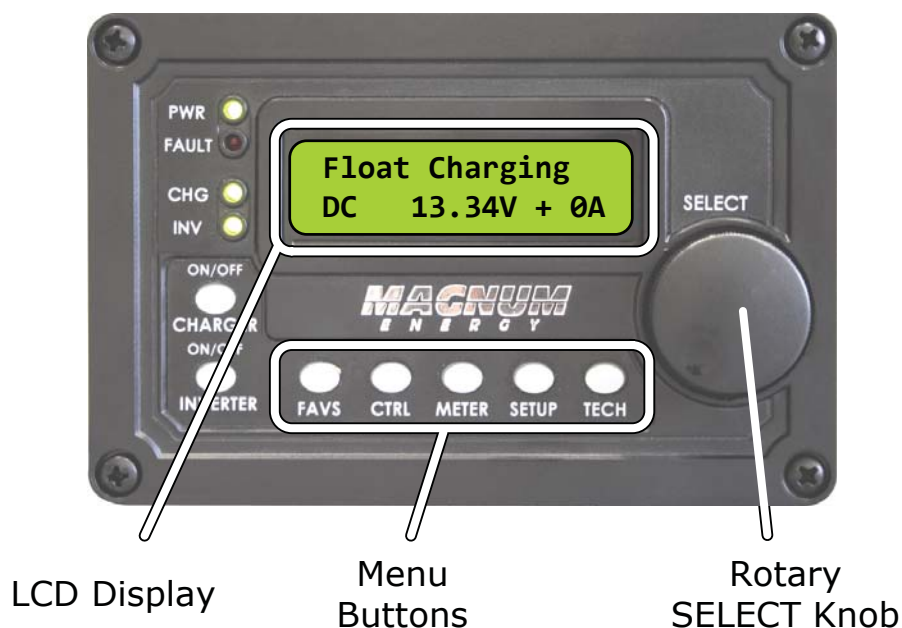 PWR
FAULT
CHG
INV
Float Charging
DC 13.34V + 0A
SELECT
ON/OFF
CHARGER
ON/OFF
INVERTER
MAGNUM
ENERGY
FAVS CTRL METER SETUP TECH
LCD Display
Menu
Buttons
Rotary
SELECT Knob